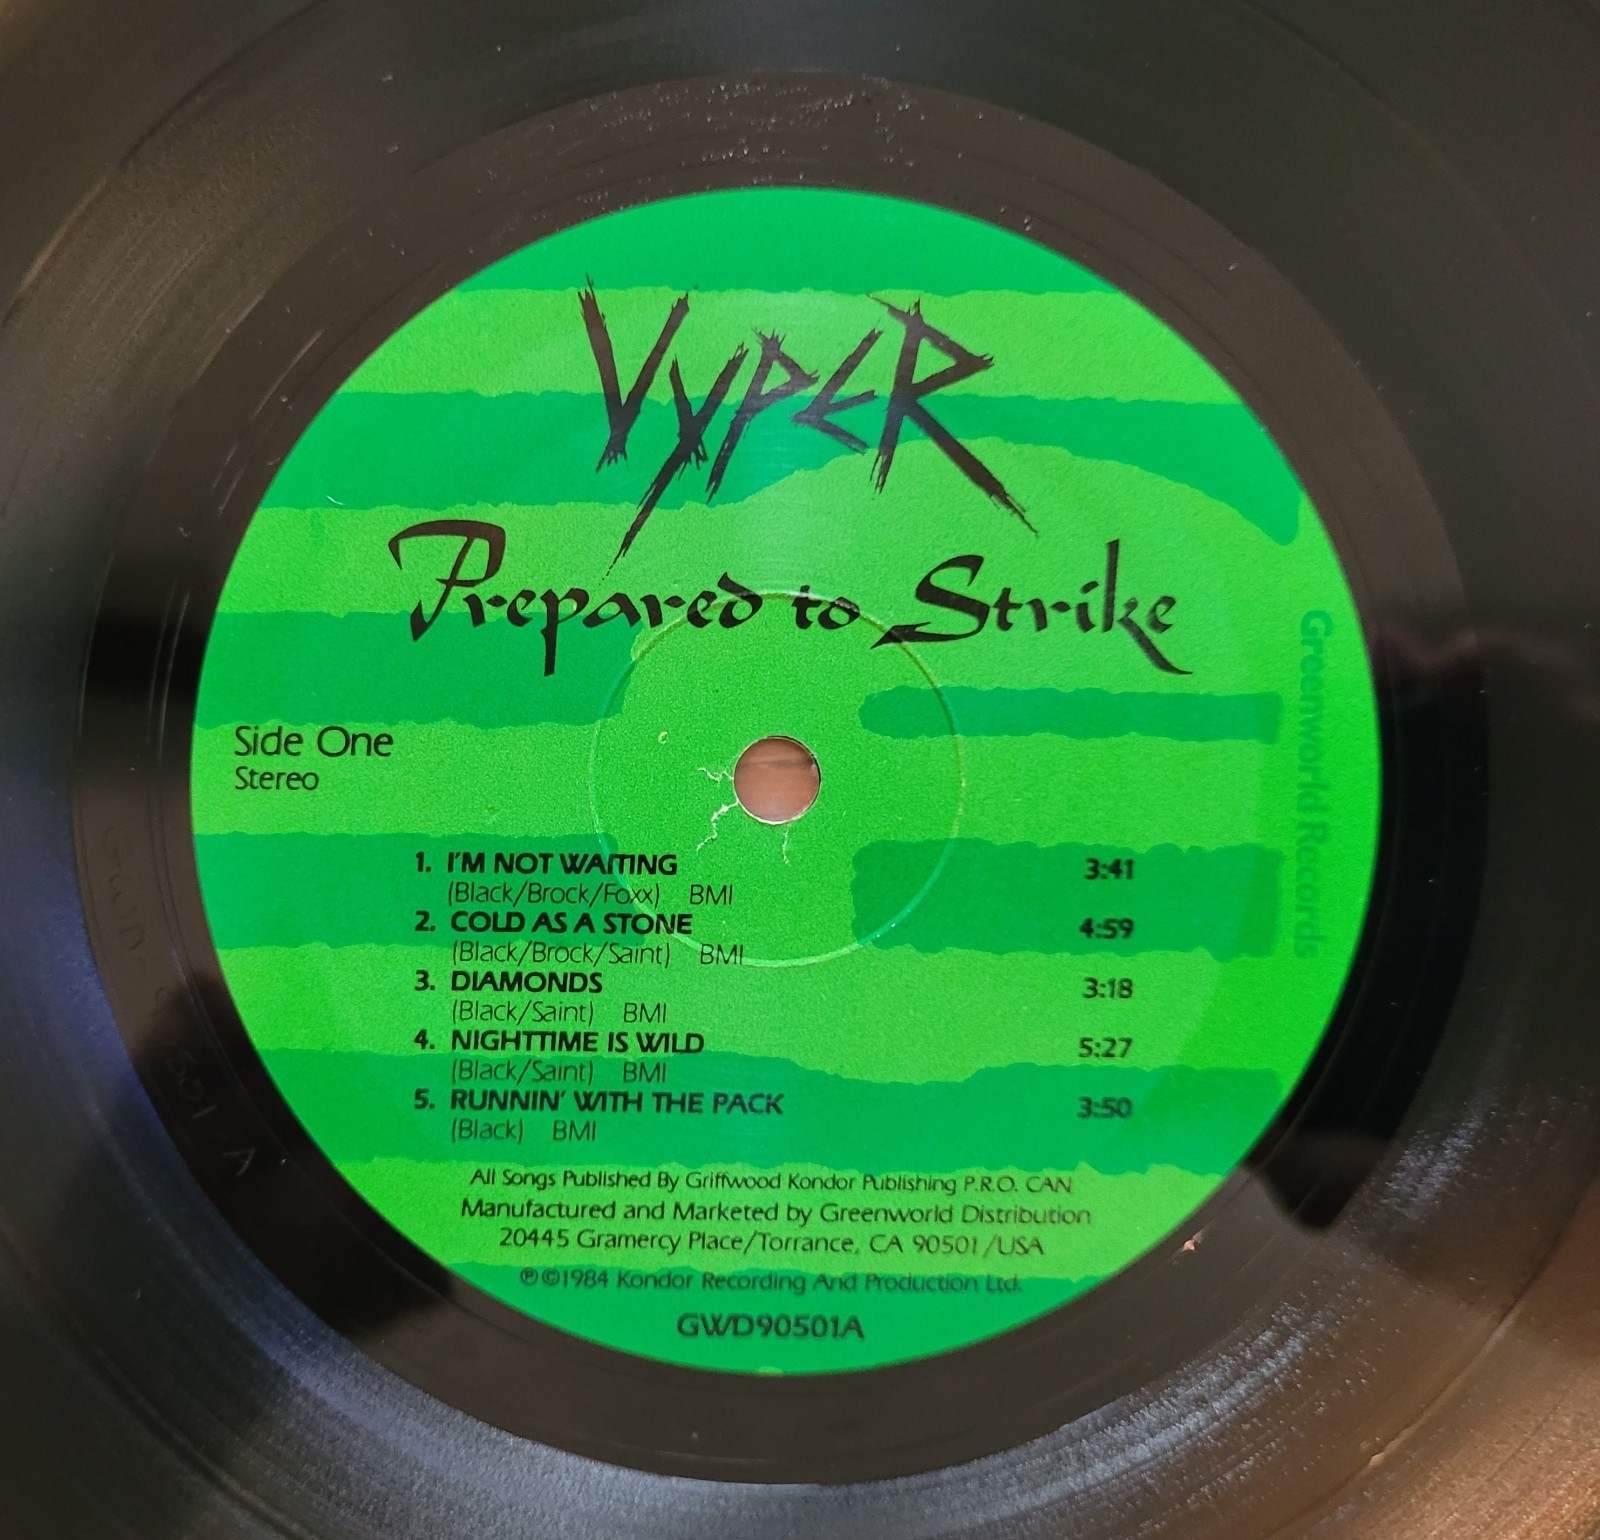 VYPER
Prepared to Strike
Side One
Stereo
1. I'M NOT WAITING 3:41
(Black/Brock/Foxx) BMI
2. COLD AS A STONE 4:59
(Black/Brock/Saint) BMI
3. DIAMONDS 3:18
(Black/Saint) BMI
4. NIGHTTIME IS WILD 5:27
(Black/Saint) BMI
5. RUNNIN' WITH THE PACK 3:50
(Black) BMI
All Songs Published By Griffwood Kondor Publishing P.R.O. CAN
Manufactured and Marketed by Greenworld Distribution
20445 Gramercy Place/Torrance, CA 90501/USA
℗©1984 Kondor Recording And Production Ltd.
GWD90501A
Greenworld Records